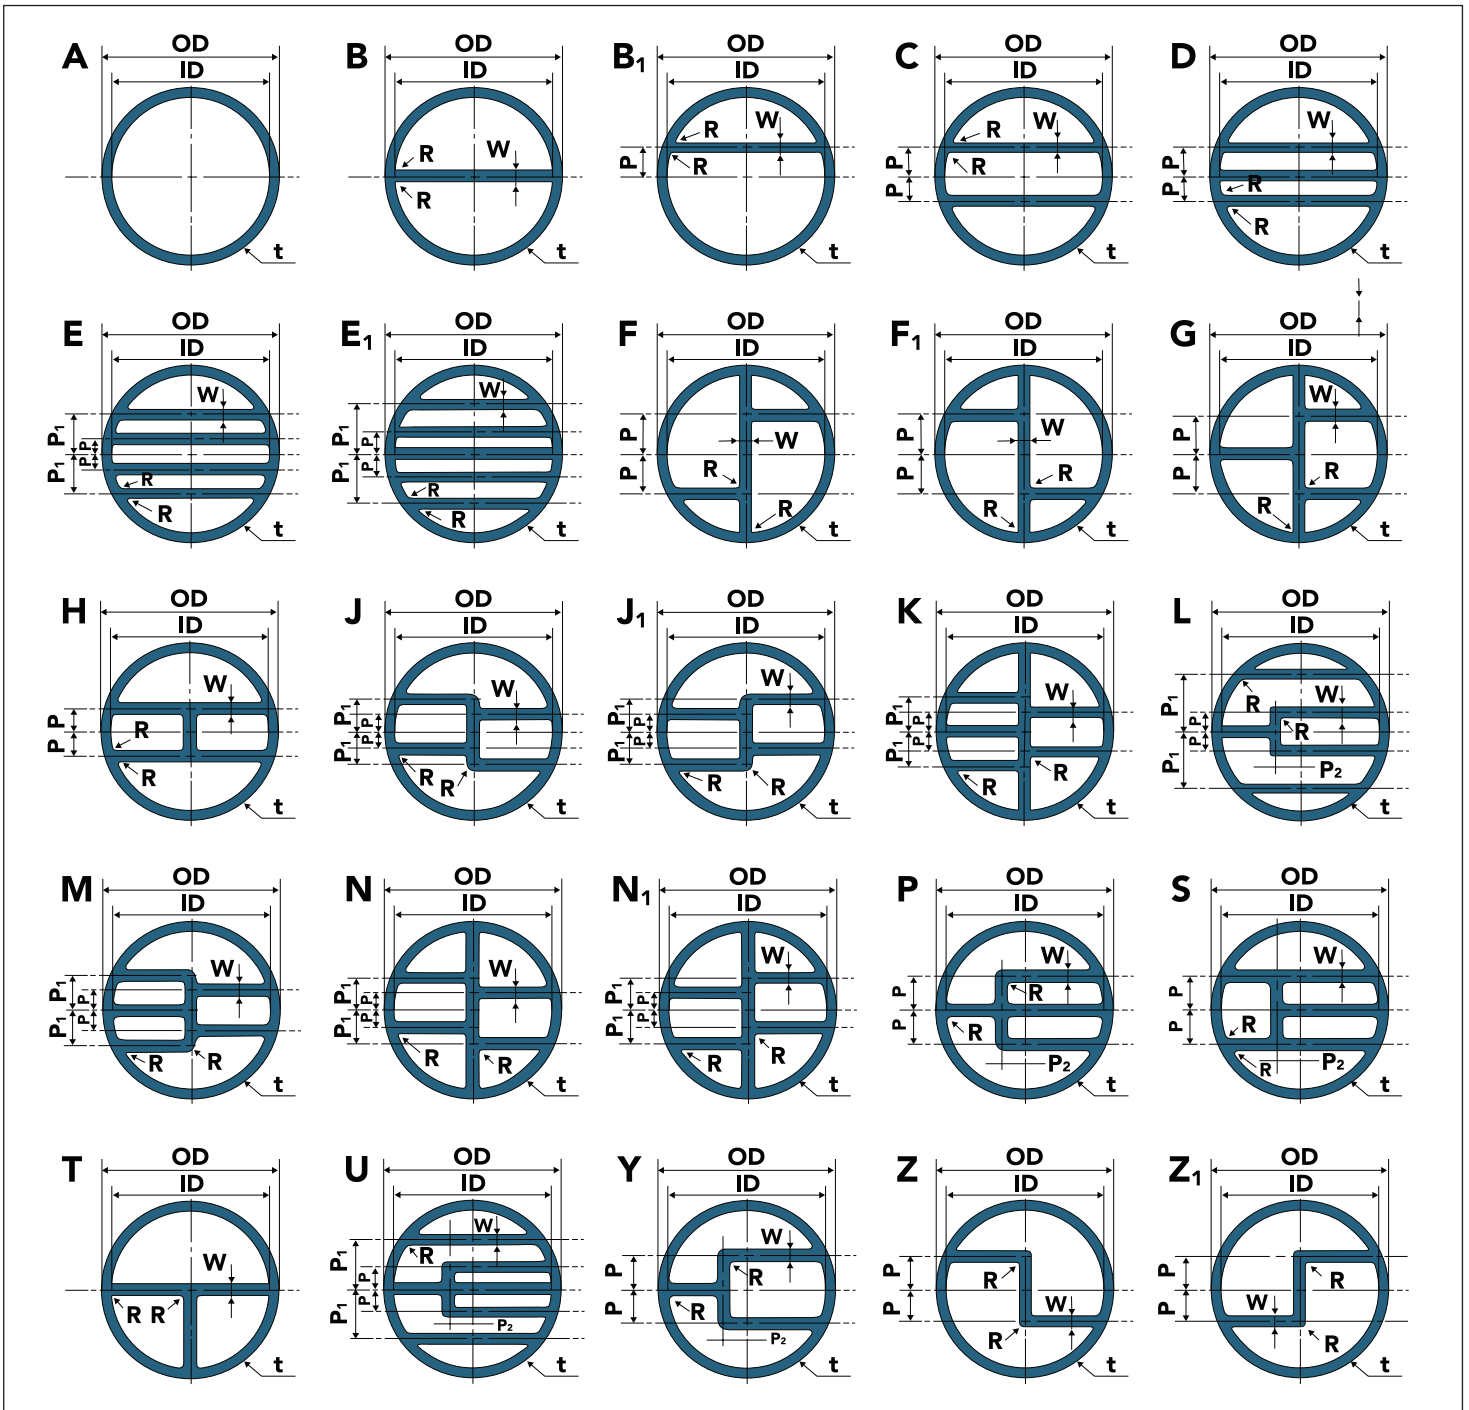 A OD ID t
B OD ID R W R t
B₁ OD ID R W P R t
C OD ID R W P R P t
D OD ID W P P R R t
E OD ID W P₁ P P P₁ R R t
E₁ OD ID W P₁ P P P₁ R R t
F OD ID P W P R R t
F₁ OD ID P W P R R t
G OD ID W P P R R t
H OD ID W P P R R t
J OD ID W P₁ P P P₁ R R t
J₁ OD ID W P₁ P P P₁ R R t
K OD ID W P₁ P P P₁ R R t
L OD ID R W P₁ P P P₁ R P₂ t
M OD ID W P₁ P P P₁ R R t
N OD ID W P₁ P P P₁ R R t
N₁ OD ID W P₁ P P P₁ R R t
P OD ID W P R P R P₂ t
S OD ID W P P R R P₂ t
T OD ID W R R t
U OD ID W R P₁ P P P₁ P₂ t
Y OD ID W P R P R P₂ t
Z OD ID P R P W R t
Z₁ OD ID P R P W R t